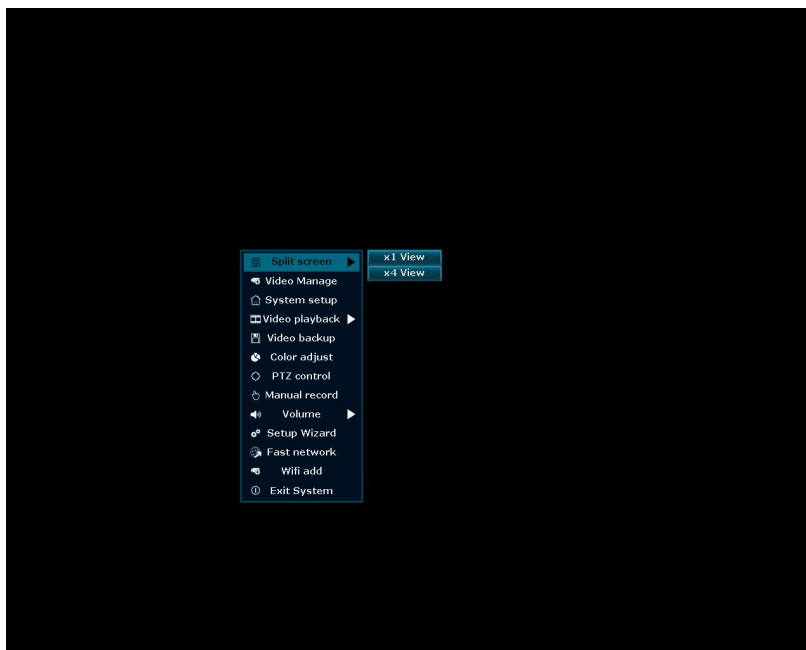 Split screen
x1 View
x4 View
Video Manage
System setup
Video playback
Video backup
Color adjust
PTZ control
Manual record
Volume
Setup Wizard
Fast network
Wifi add
Exit System